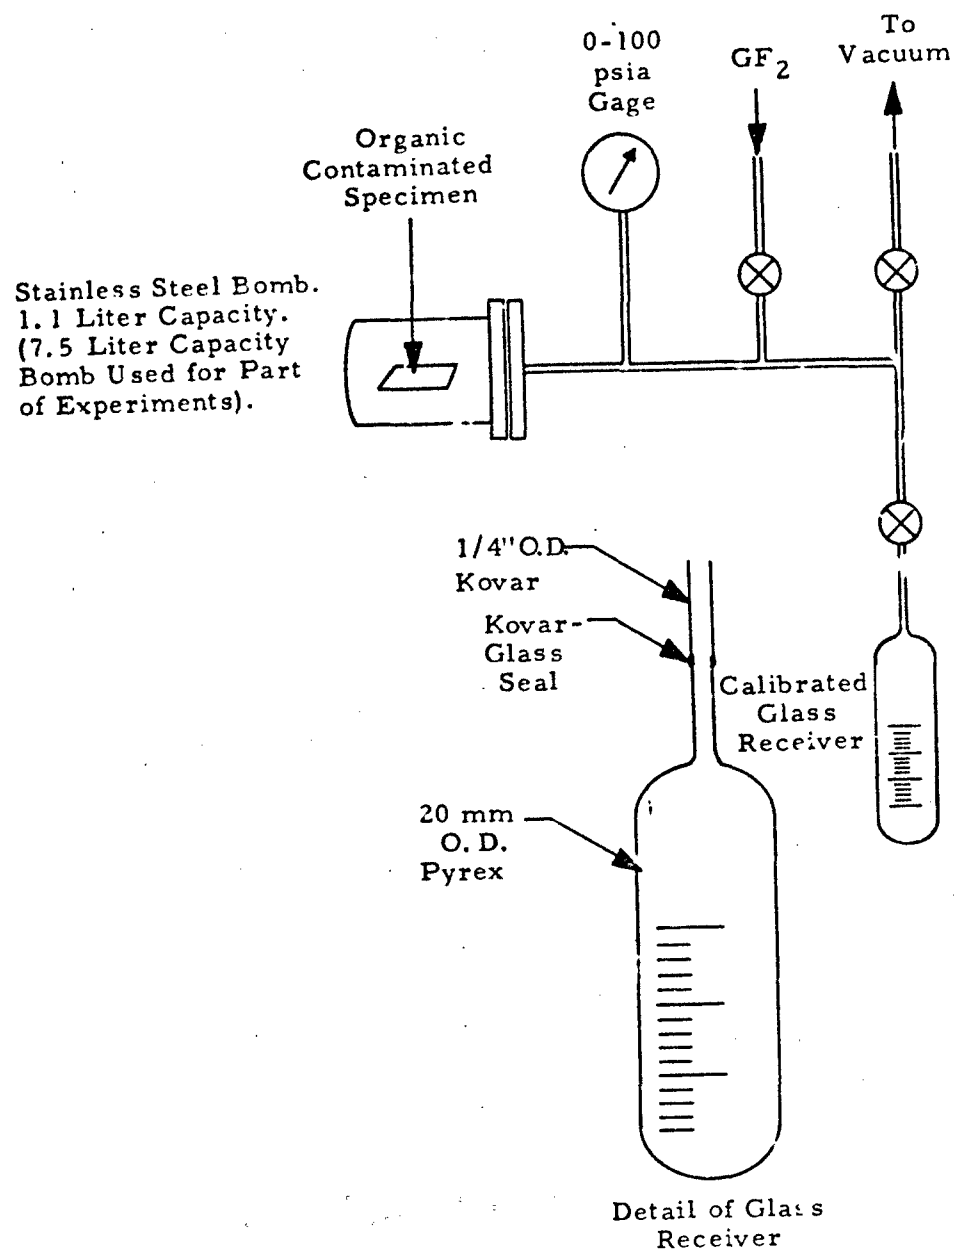 0-100
psia
Gage
GF2
To
Vacuum
Organic
Contaminated
Specimen
Stainless Steel Bomb.
1.1 Liter Capacity.
(7.5 Liter Capacity
Bomb Used for Part
of Experiments).
1/4" O.D.
Kovar
Kovar-
Glass
Seal
Calibrated
Glass
Receiver
20 mm
O.D.
Pyrex
Detail of Glass
Receiver